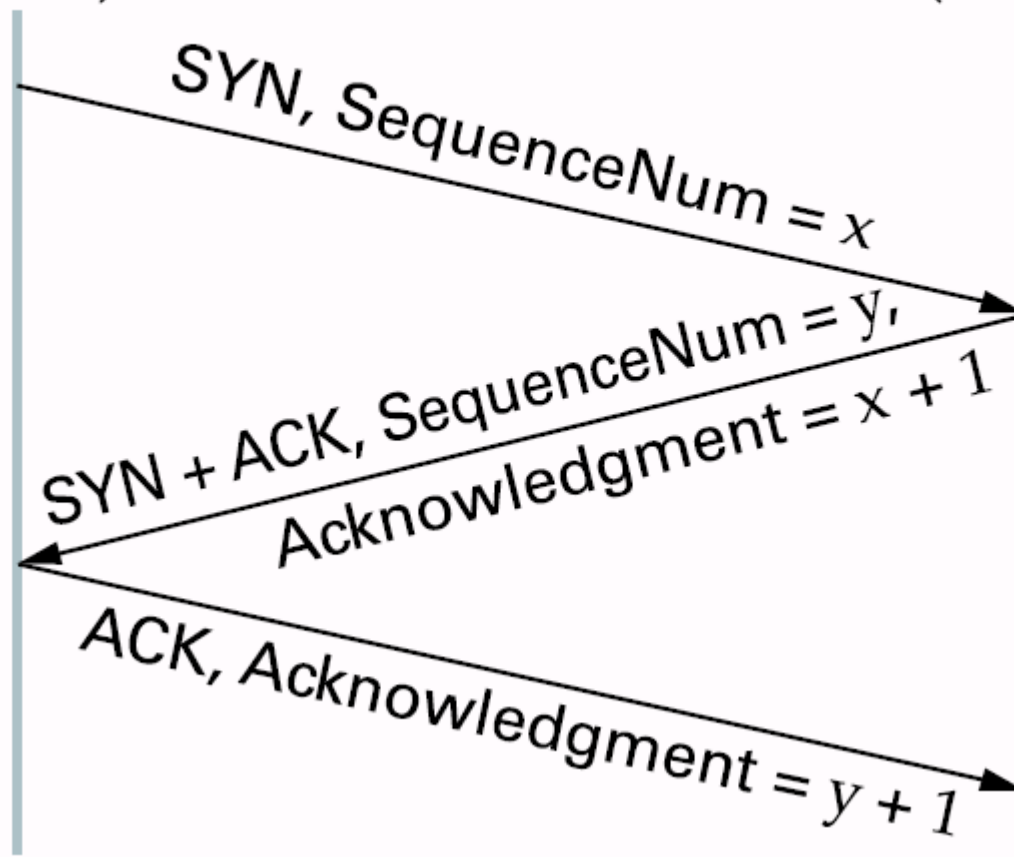 SYN, SequenceNum = x
SYN + ACK, SequenceNum = y,
Acknowledgment = x + 1
ACK, Acknowledgment = y + 1